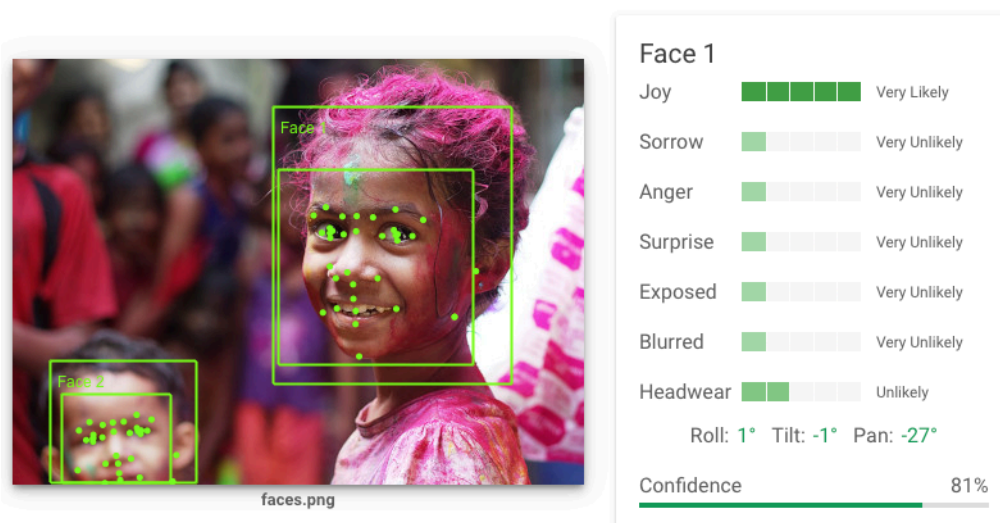 Face 1
Face 2
faces.png
Face 1
Joy Very Likely
Sorrow Very Unlikely
Anger Very Unlikely
Surprise Very Unlikely
Exposed Very Unlikely
Blurred Very Unlikely
Headwear Unlikely
Roll: 1° Tilt: -1° Pan: -27°
Confidence 81%